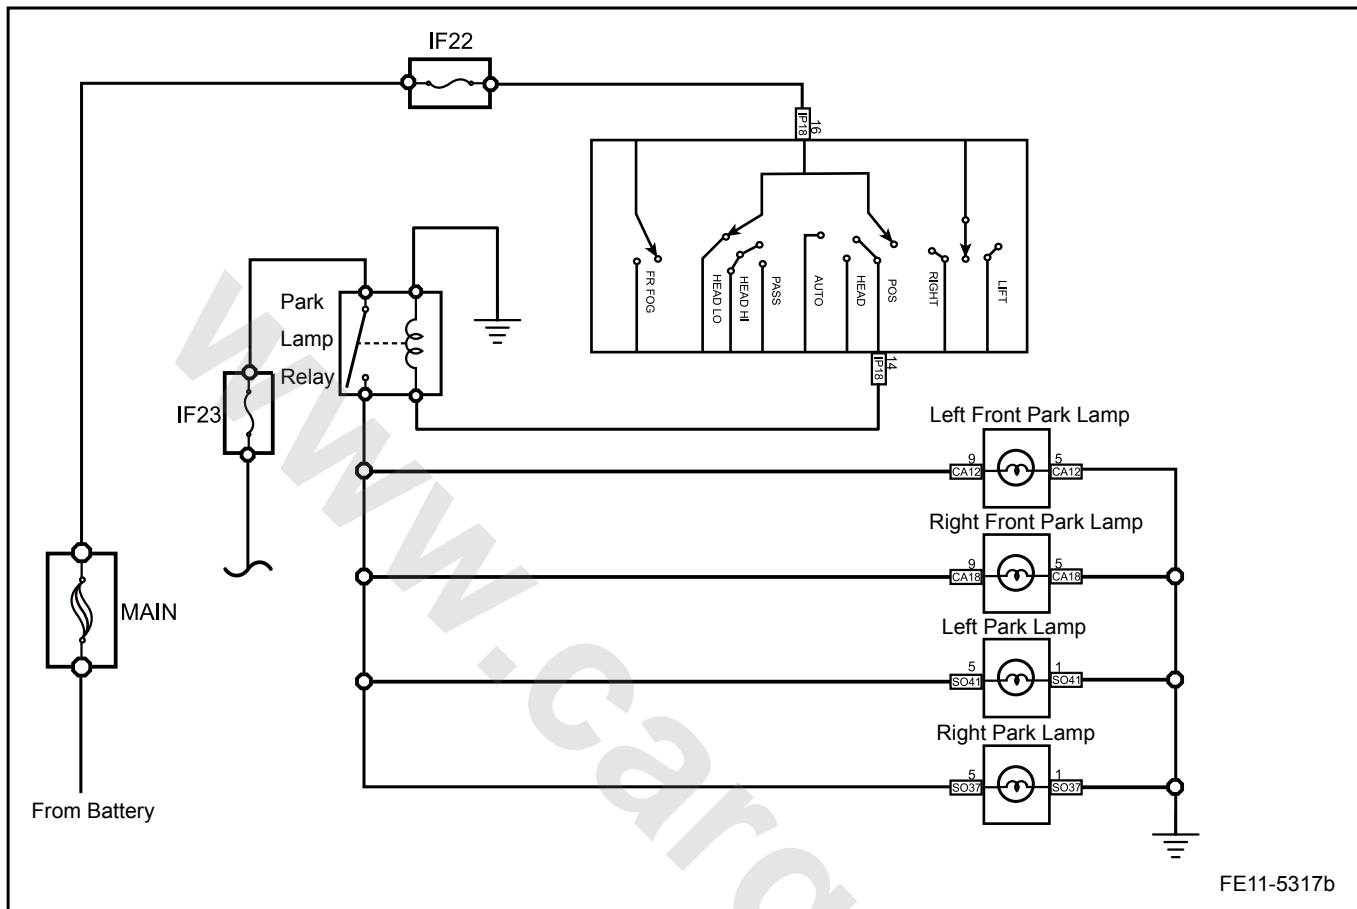 IF22
16
IP18
FR FOG
HEAD LO
HEAD HI
PASS
AUTO
HEAD
POS
RIGHT
LIFT
14
IP18
Park
Lamp
Relay
IF23
MAIN
From Battery
Left Front Park Lamp
9
CA12
5
CA12
Right Front Park Lamp
9
CA18
5
CA18
Left Park Lamp
5
SO41
1
SO41
Right Park Lamp
5
SO37
1
SO37
FE11-5317b
www.car